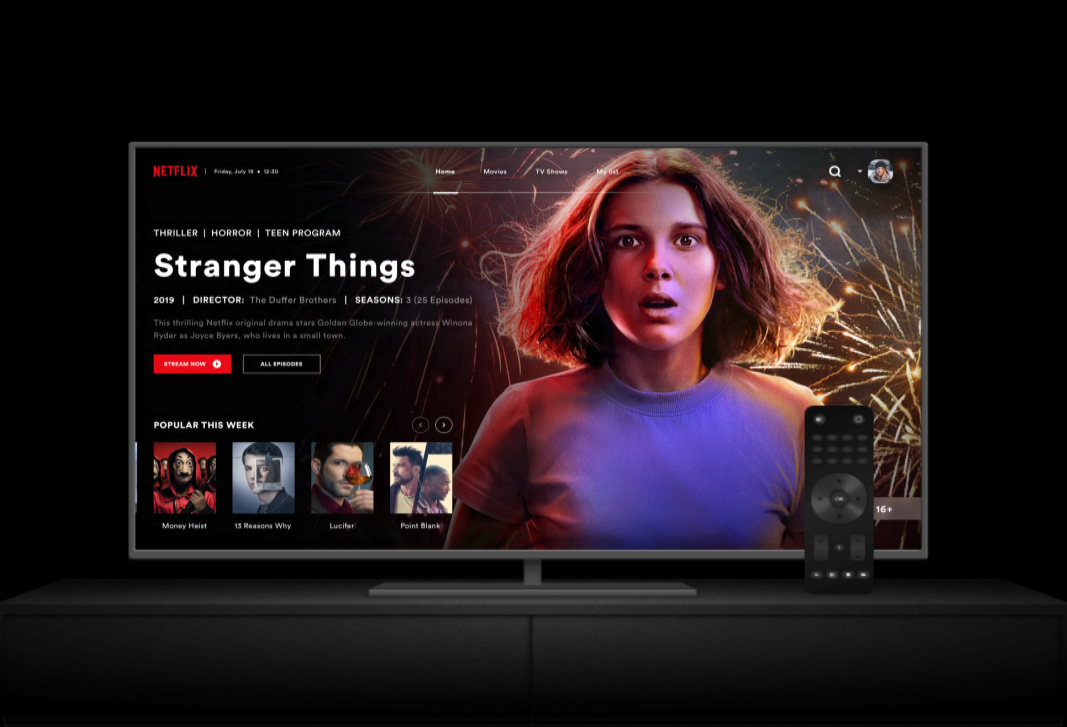 NETFLIX | Friday, July 19 • 12:30 Home Movies TV Shows My list
THRILLER | HORROR | TEEN PROGRAM
Stranger Things
2019 | DIRECTOR: The Duffer Brothers | SEASONS: 3 (25 Episodes)
This thrilling Netflix original drama stars Golden Globe-winning actress Winona
Ryder as Joyce Byers, who lives in a small town.
STREAM NOW ALL EPISODES
POPULAR THIS WEEK
Money Heist 13 Reasons Why Lucifer Point Blank
16+
OK